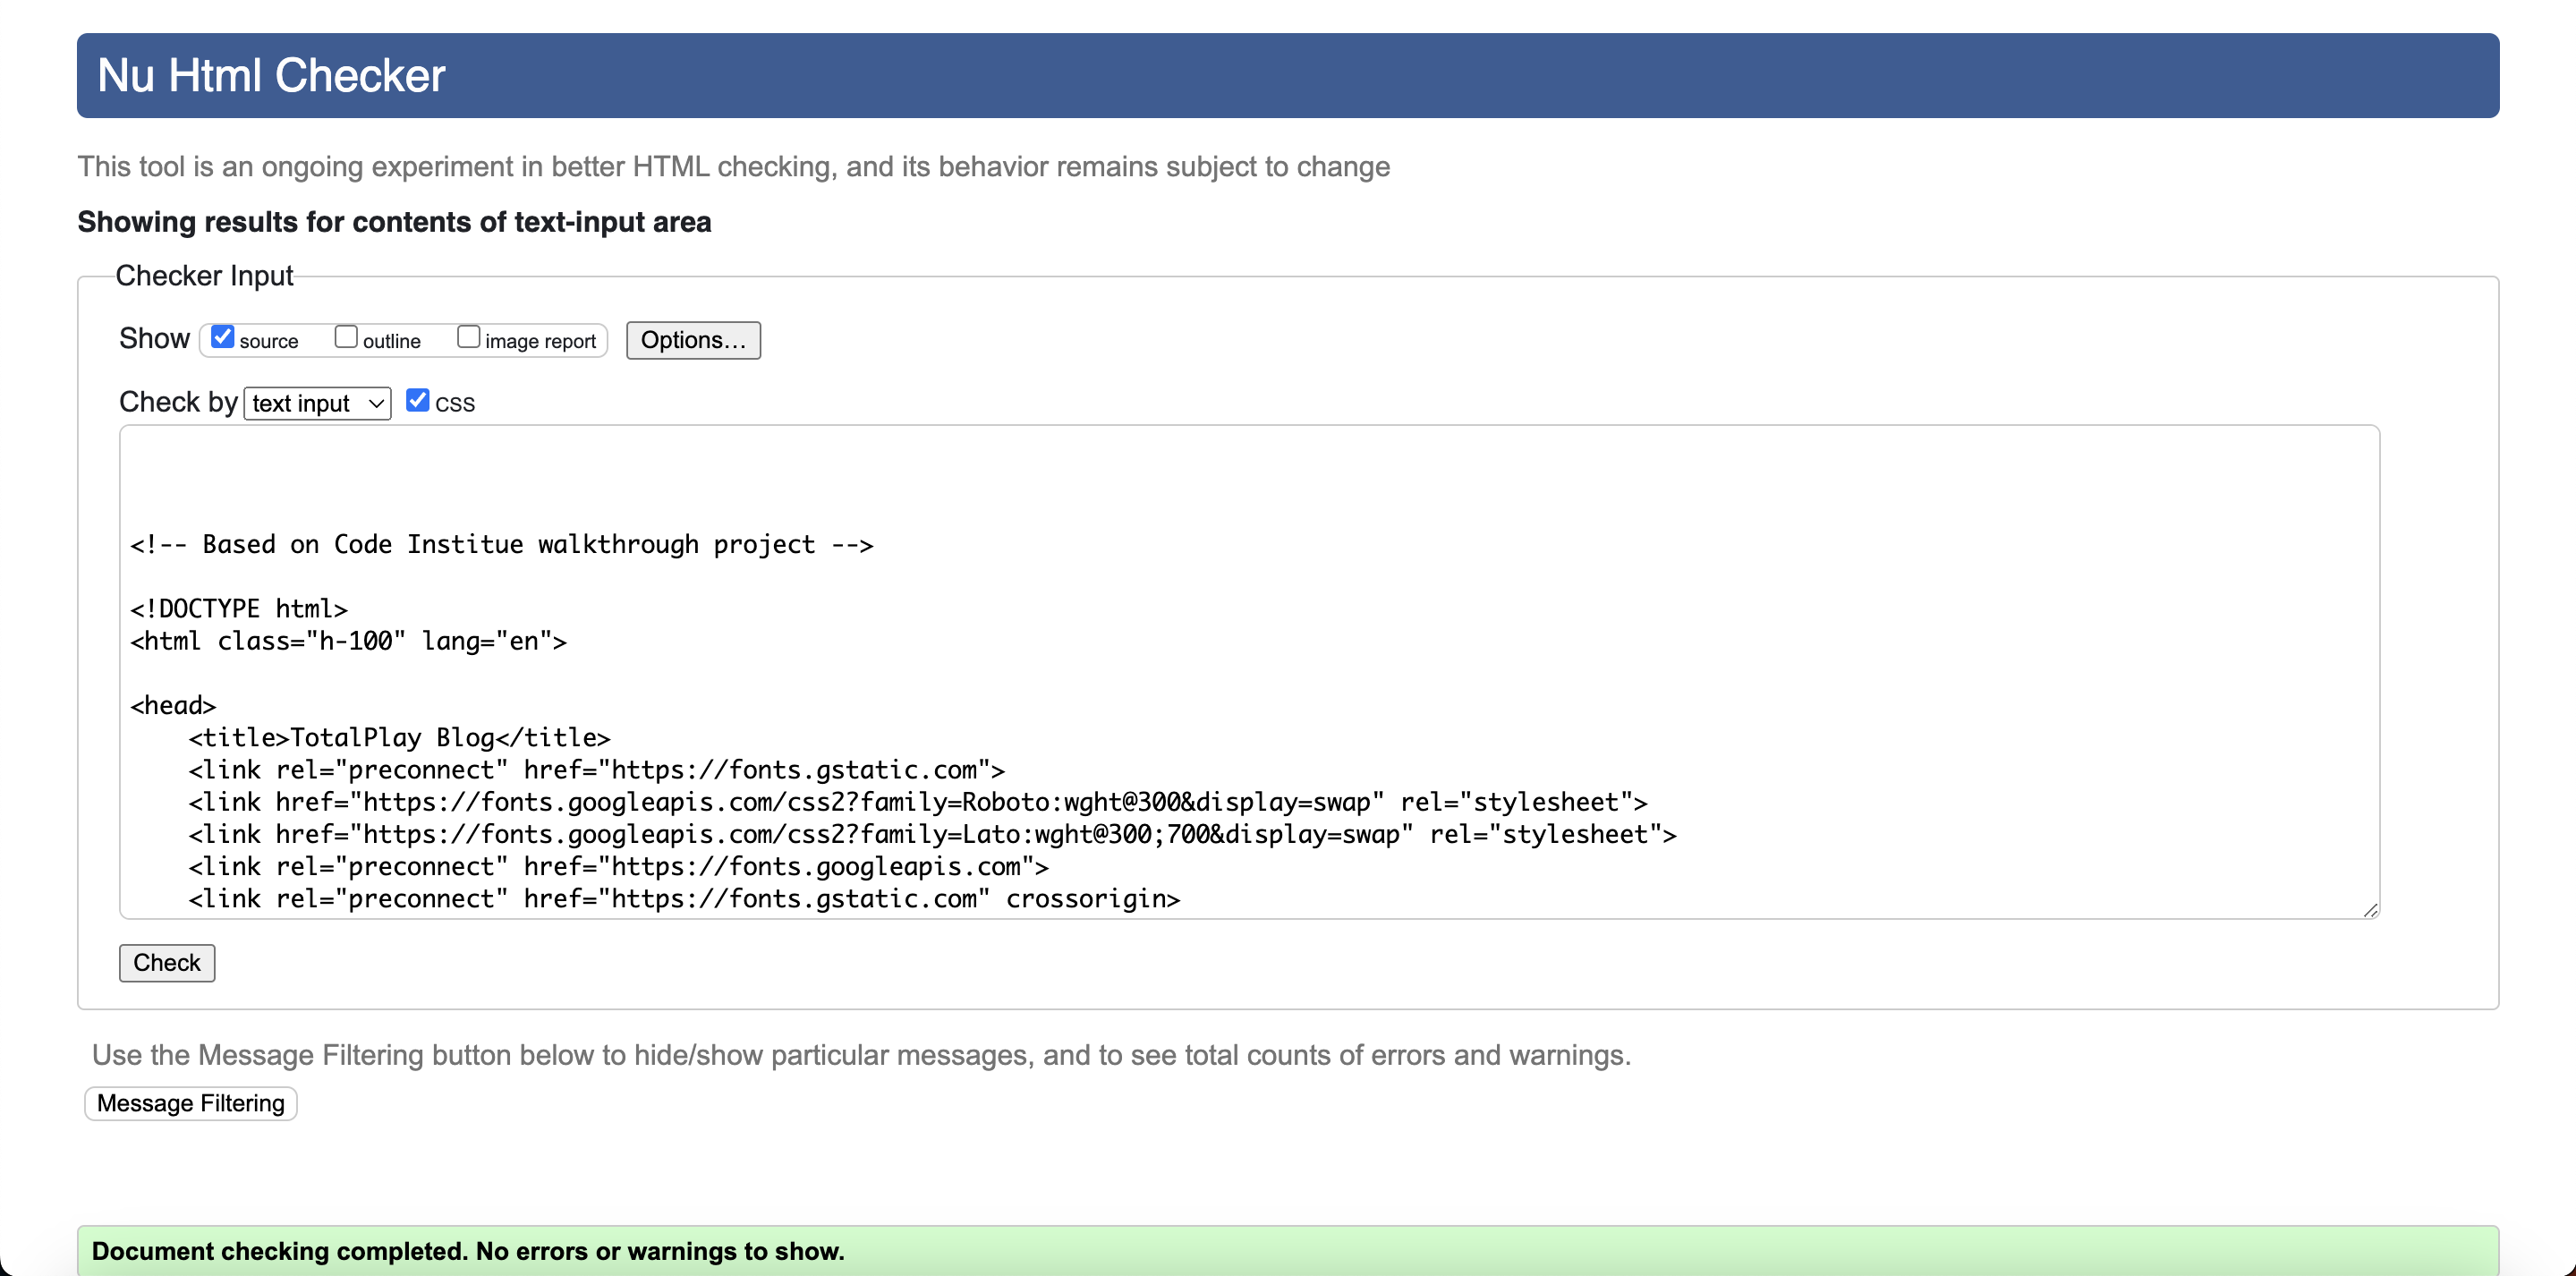 Nu Html Checker
This tool is an ongoing experiment in better HTML checking, and its behavior remains subject to change
Showing results for contents of text-input area
Checker Input
Show source outline image report Options...
Check by text input CSS
<!-- Based on Code Institue walkthrough project -->
<!DOCTYPE html>
<html class="h-100" lang="en">
<head>
    <title>TotalPlay Blog</title>
    <link rel="preconnect" href="https://fonts.gstatic.com">
    <link href="https://fonts.googleapis.com/css2?family=Roboto:wght@300&display=swap" rel="stylesheet">
    <link href="https://fonts.googleapis.com/css2?family=Lato:wght@300;700&display=swap" rel="stylesheet">
    <link rel="preconnect" href="https://fonts.googleapis.com">
    <link rel="preconnect" href="https://fonts.gstatic.com" crossorigin>
Check
Use the Message Filtering button below to hide/show particular messages, and to see total counts of errors and warnings.
Message Filtering
Document checking completed. No errors or warnings to show.